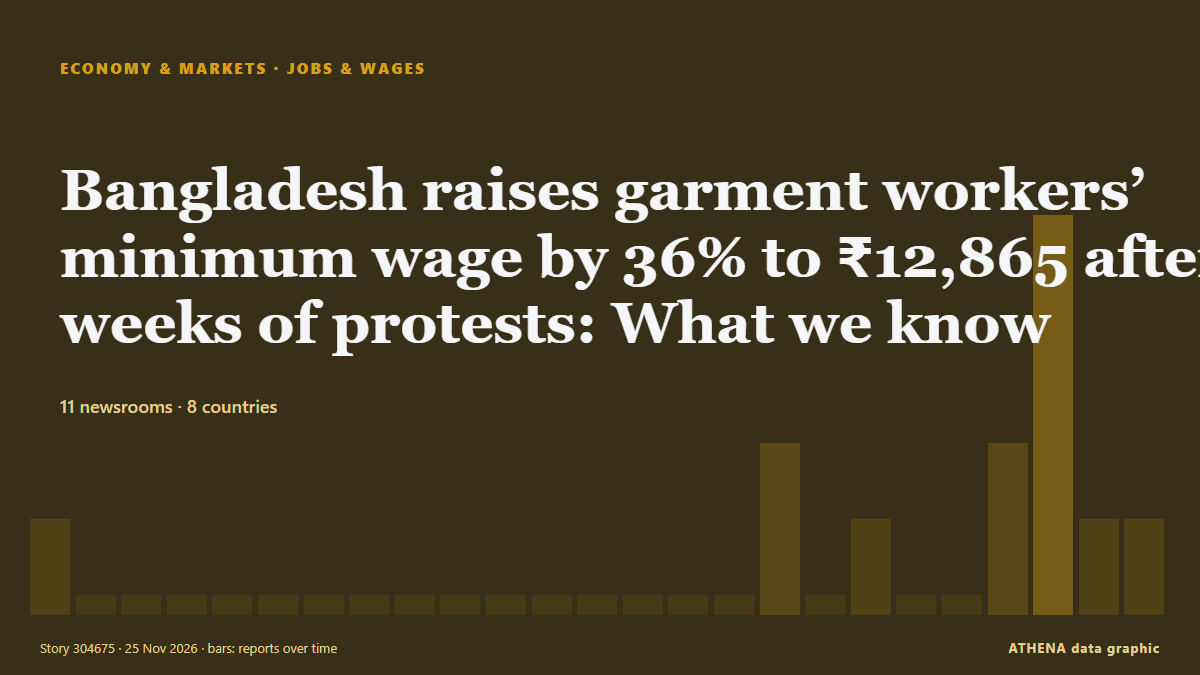 ECONOMY & MARKETS · JOBS & WAGES
Bangladesh raises garment workers’
minimum wage by 36% to ₹12,865 after
weeks of protests: What we know
11 newsrooms · 8 countries
Story 304675 · 25 Nov 2026 · bars: reports over time
ATHENA data graphic